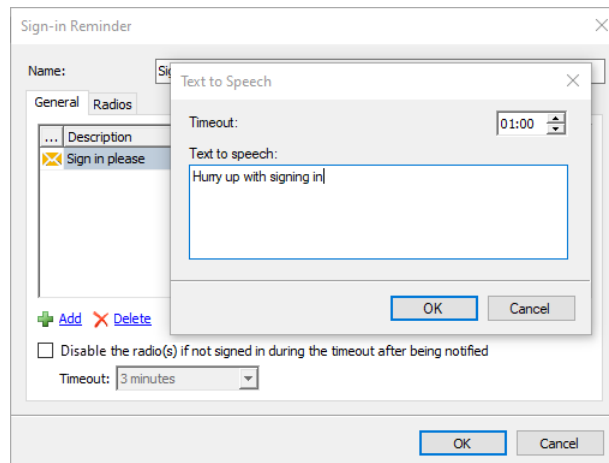 Sign-in Reminder
Name:
Text to Speech
General Radios
Timeout: 01:00
... Description
Text to speech:
Sign in please
Hurry up with signing in
Add Delete
OK Cancel
Disable the radio(s) if not signed in during the timeout after being notified
Timeout: 3 minutes
OK Cancel